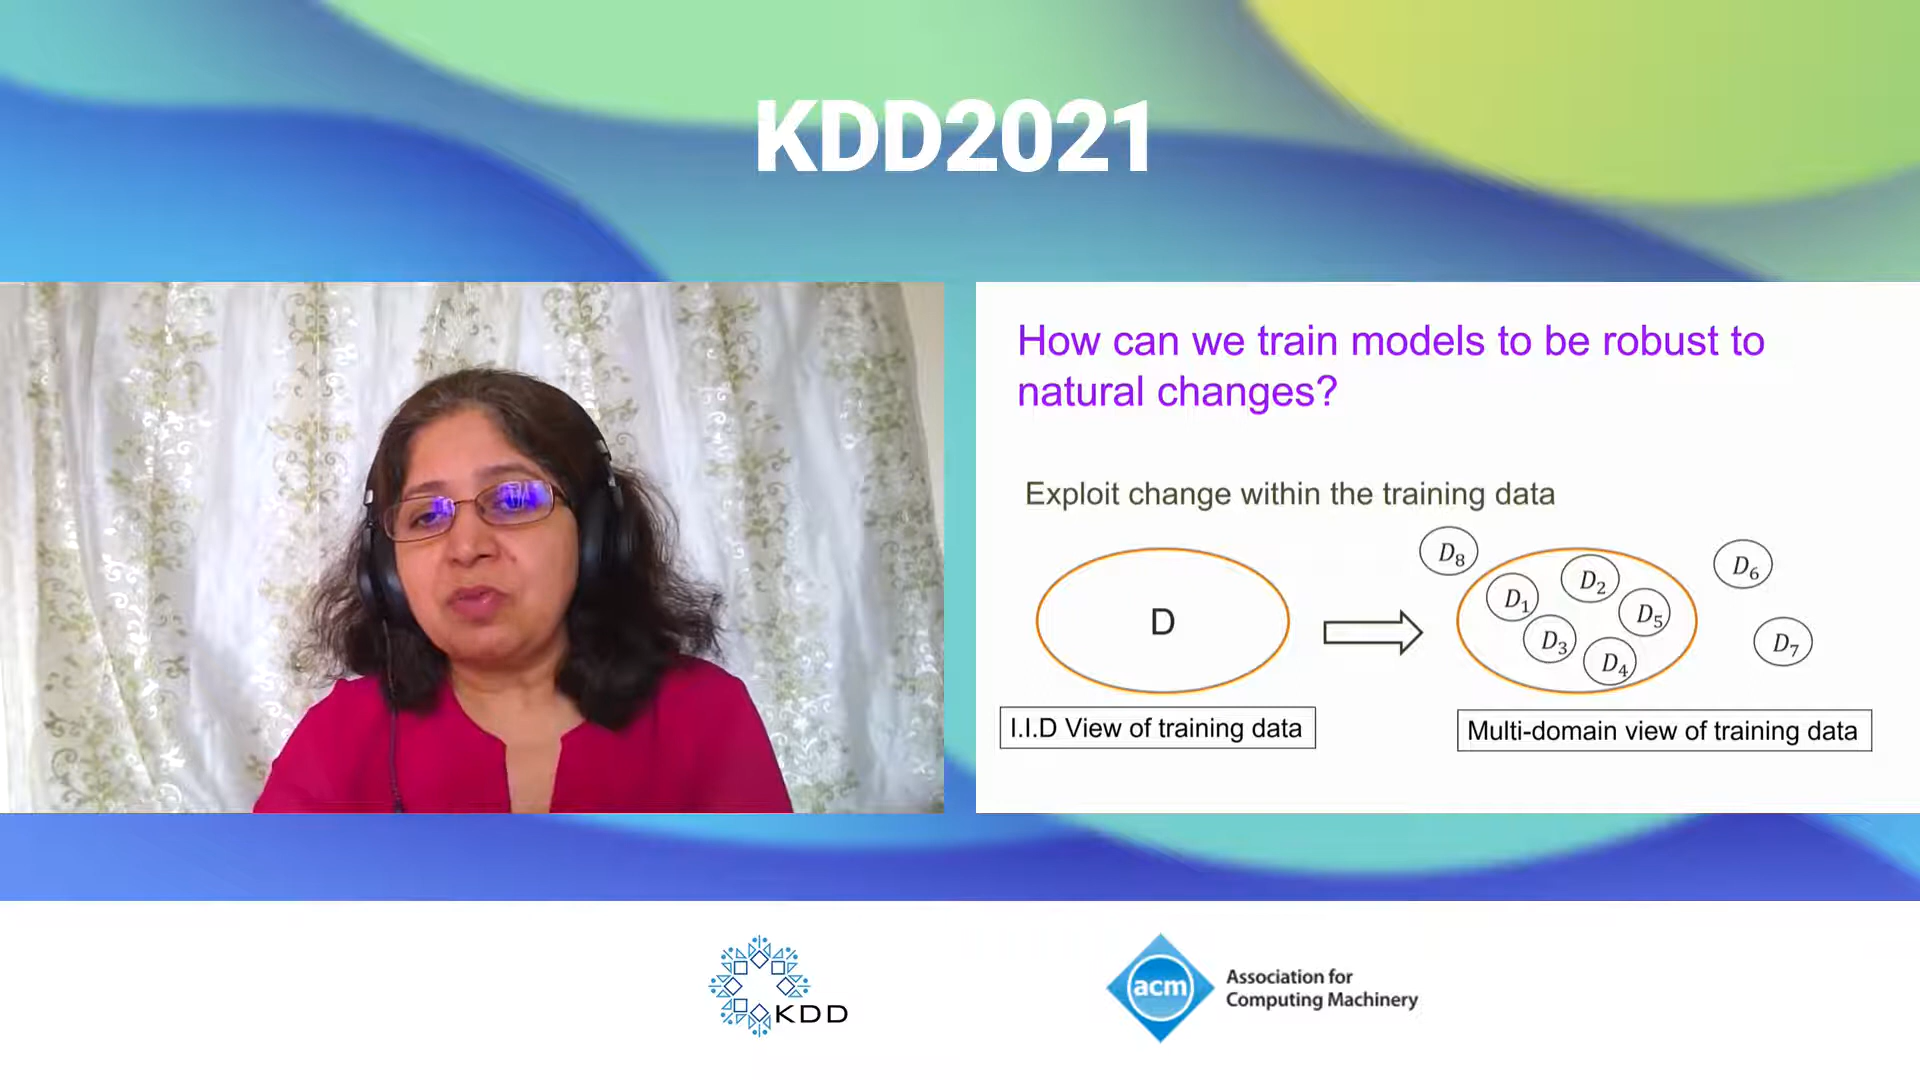 KDD2021
How can we train models to be robust to
natural changes?
Exploit change within the training data
D
D₈
D₁
D₂
D₃
D₄
D₅
D₆
D₇
I.I.D View of training data
Multi-domain view of training data
KDD
acm
Association for
Computing Machinery